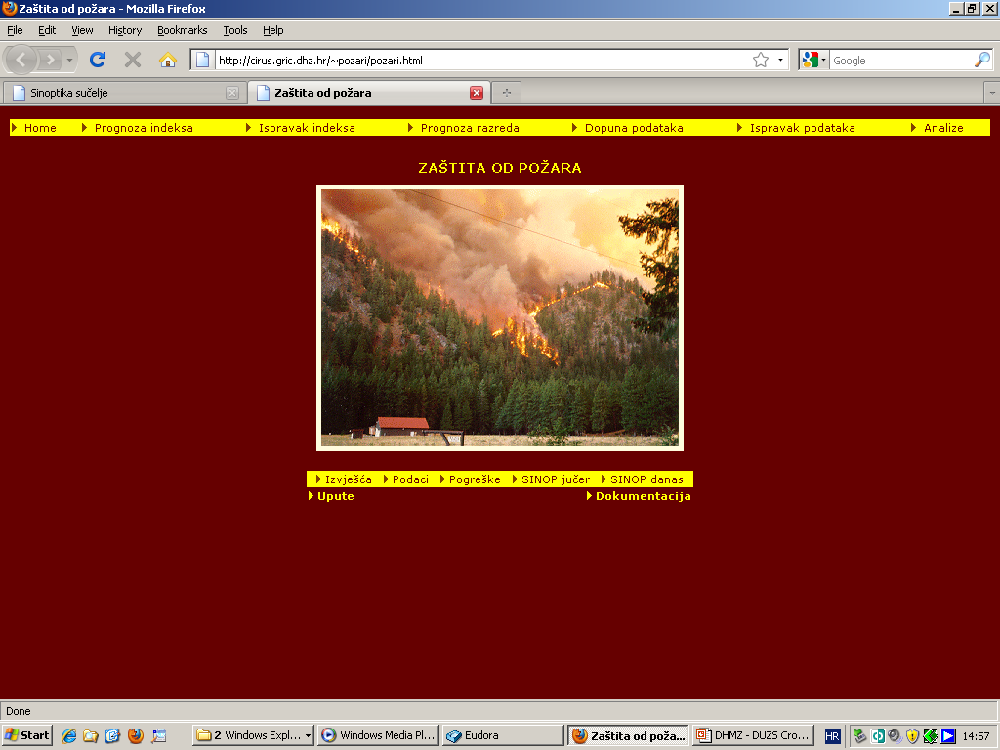 Zaštita od požara - Mozilla Firefox
File Edit View History Bookmarks Tools Help
http://cirus.gric.dhz.hr/~pozari/pozari.html Google
Sinoptika sučelje Zaštita od požara
Home Prognoza indeksa Ispravak indeksa Prognoza razreda Dopuna podataka Ispravak podataka Analize
ZAŠTITA OD POŽARA
Izvješća Podaci Pogreške SINOP jučer SINOP danas
Upute Dokumentacija
Done
Start 2 Windows Expl... Windows Media Pl... Eudora Zaštita od poža... DHMZ - DUZS Cro... HR 14:57